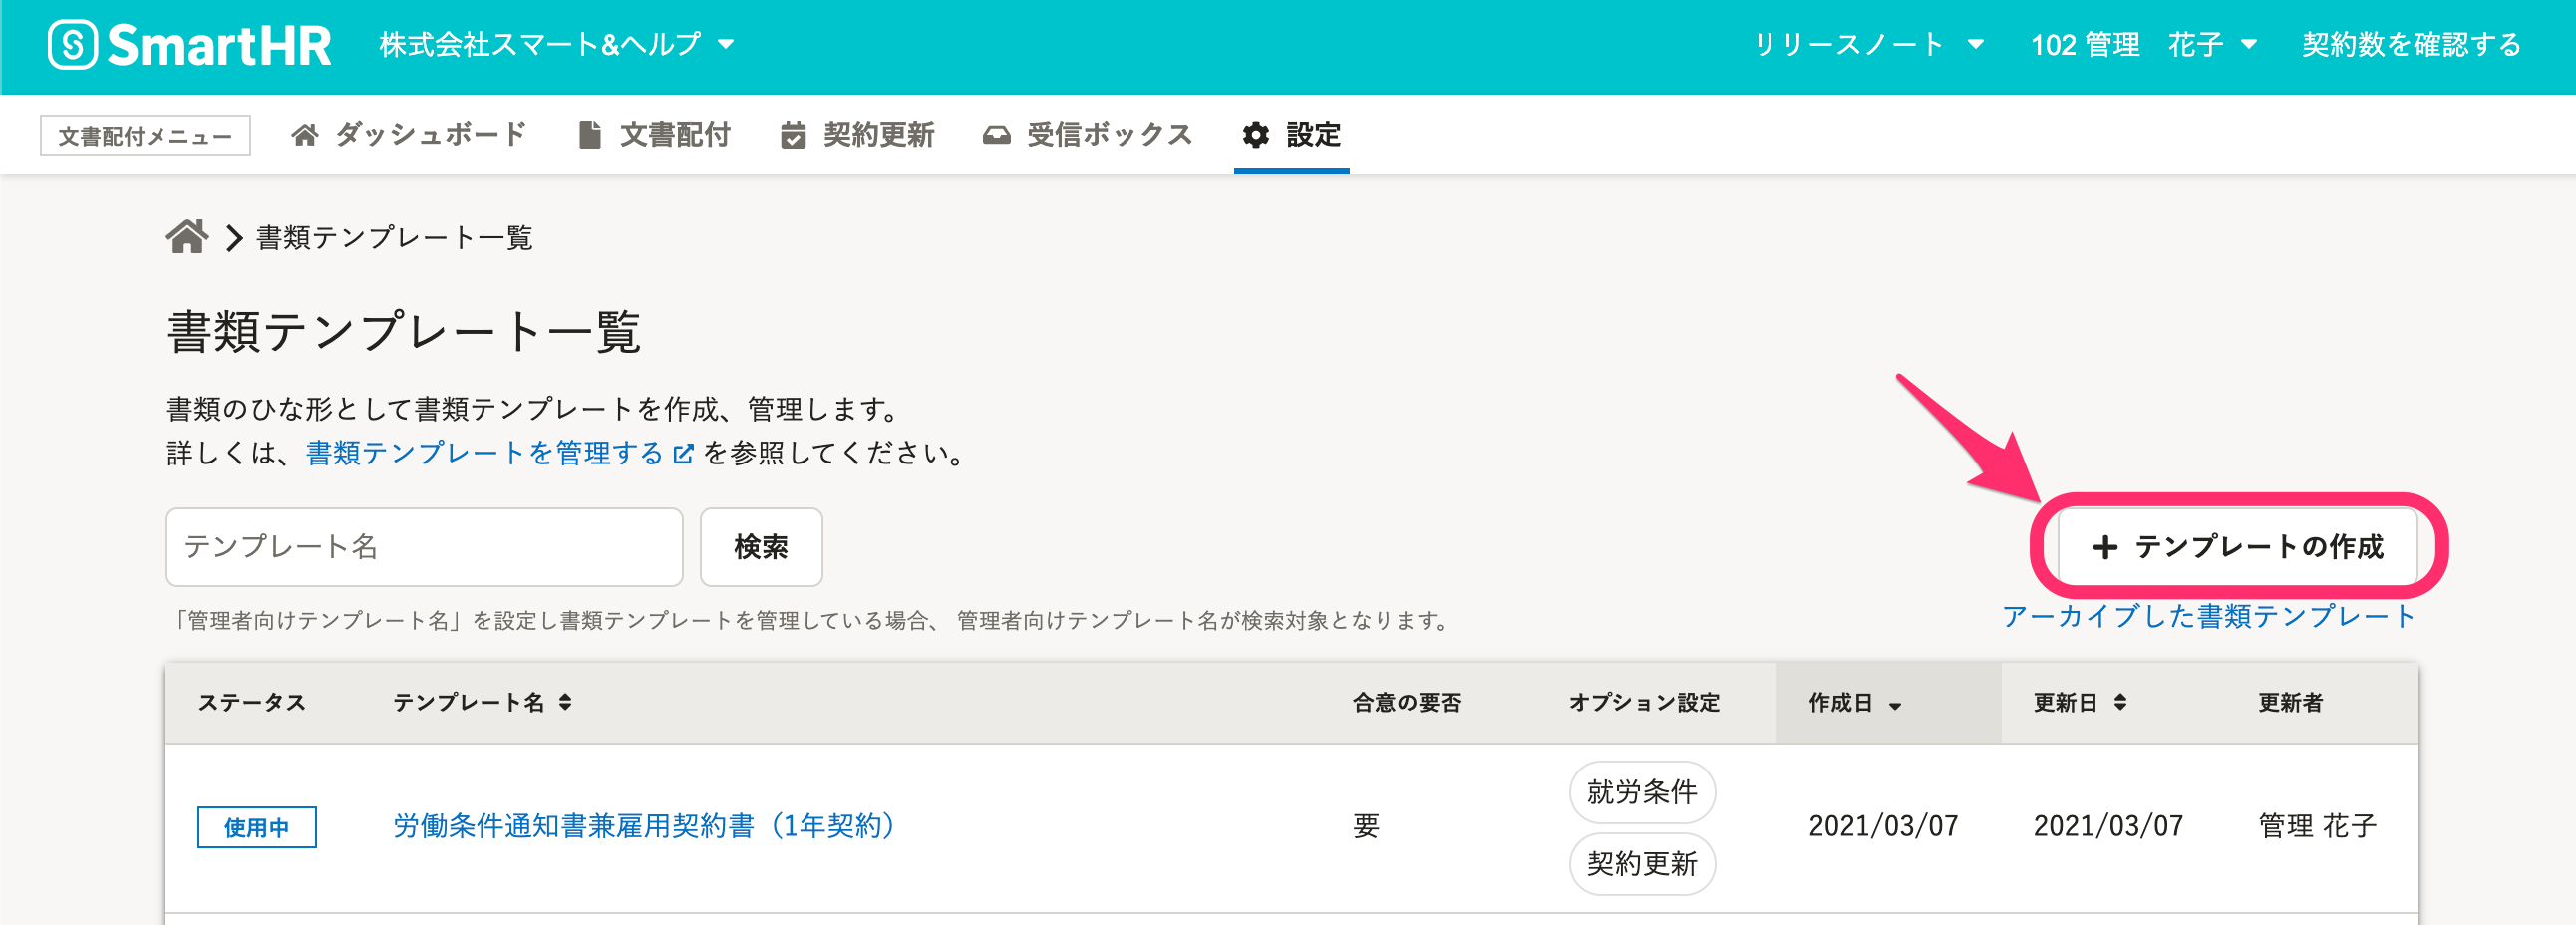 SmartHR 株式会社スマート&ヘルプ リリースノート 102 管理 花子 契約数を確認する
文書配付メニュー ダッシュボード 文書配付 契約更新 受信ボックス 設定
書類テンプレート一覧
書類テンプレート一覧
書類のひな形として書類テンプレートを作成、管理します。
詳しくは、書類テンプレートを管理する を参照してください。
テンプレート名 検索 + テンプレートの作成
「管理者向けテンプレート名」を設定し書類テンプレートを管理している場合、 管理者向けテンプレート名が検索対象となります。 アーカイブした書類テンプレート
ステータス テンプレート名 合意の要否 オプション設定 作成日 更新日 更新者
使用中 労働条件通知書兼雇用契約書（1年契約） 要 就労条件 2021/03/07 2021/03/07 管理 花子
契約更新